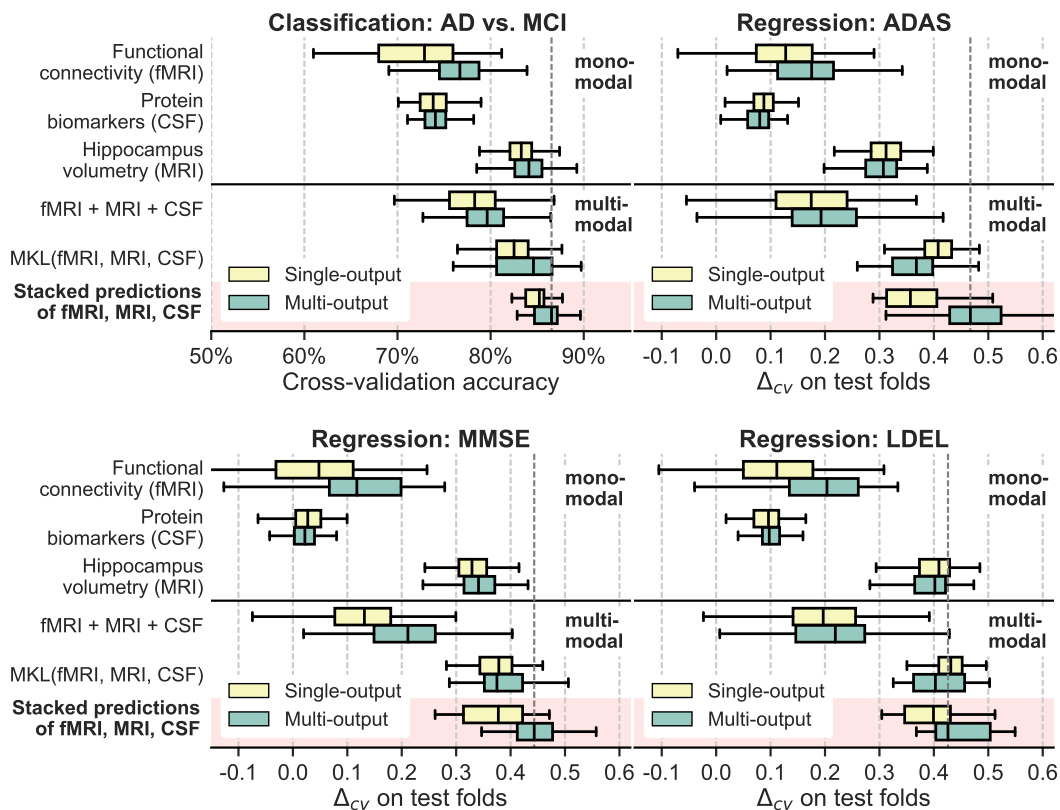 Classification: AD vs. MCI
Functional
connectivity (fMRI)
Protein
biomarkers (CSF)
Hippocampus
volumetry (MRI)
fMRI + MRI + CSF
MKL(fMRI, MRI, CSF)
Stacked predictions
of fMRI, MRI, CSF
mono-
modal
multi-
modal
Single-output
Multi-output
50% 60% 70% 80% 90%
Cross-validation accuracy
Regression: ADAS
mono-
modal
multi-
modal
Single-output
Multi-output
-0.1 0.0 0.1 0.2 0.3 0.4 0.5 0.6
Δcv on test folds
Regression: MMSE
Functional
connectivity (fMRI)
Protein
biomarkers (CSF)
Hippocampus
volumetry (MRI)
fMRI + MRI + CSF
MKL(fMRI, MRI, CSF)
Stacked predictions
of fMRI, MRI, CSF
mono-
modal
multi-
modal
Single-output
Multi-output
-0.1 0.0 0.1 0.2 0.3 0.4 0.5 0.6
Δcv on test folds
Regression: LDEL
mono-
modal
multi-
modal
Single-output
Multi-output
-0.1 0.0 0.1 0.2 0.3 0.4 0.5 0.6
Δcv on test folds